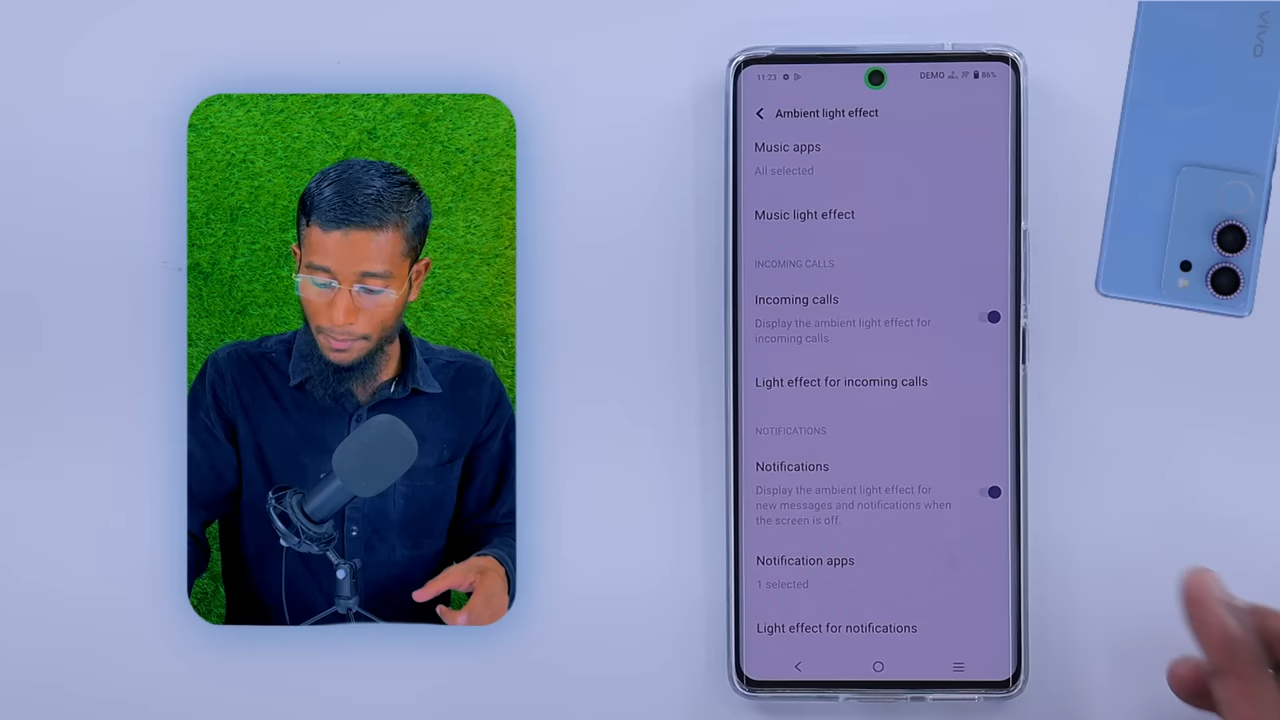 11:23
DEMO 86%
vivo
Ambient light effect
Music apps
All selected
Music light effect
INCOMING CALLS
Incoming calls
Display the ambient light effect for
incoming calls
Light effect for incoming calls
NOTIFICATIONS
Notifications
Display the ambient light effect for
new messages and notifications when
the screen is off.
Notification apps
1 selected
Light effect for notifications